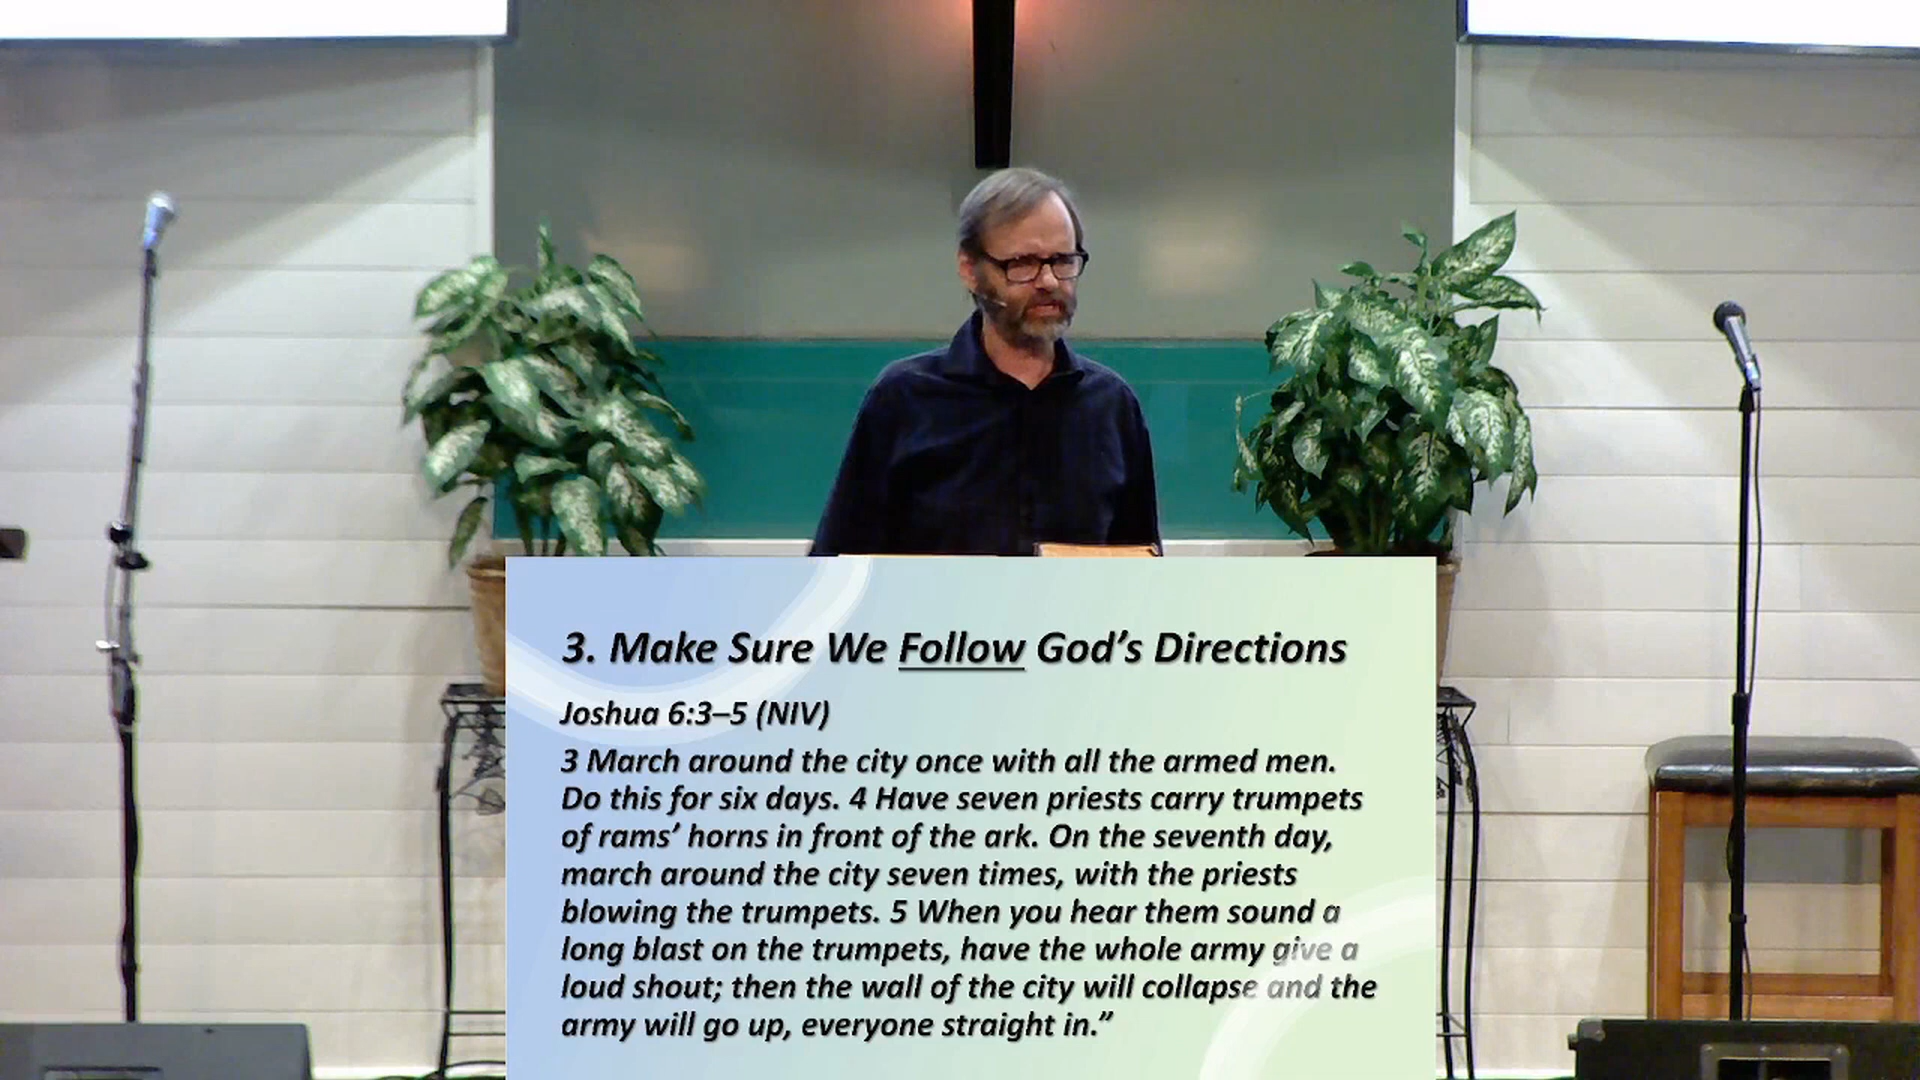 3. Make Sure We Follow God's Directions
Joshua 6:3–5 (NIV)
3 March around the city once with all the armed men.
Do this for six days. 4 Have seven priests carry trumpets
of rams’ horns in front of the ark. On the seventh day,
march around the city seven times, with the priests
blowing the trumpets. 5 When you hear them sound a
long blast on the trumpets, have the whole army give a
loud shout; then the wall of the city will collapse and the
army will go up, everyone straight in.”